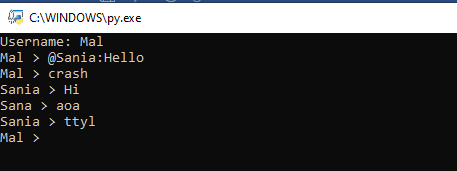 C:\WINDOWS\py.exe
Username: Mal
Mal > @Sania:Hello
Mal > crash
Sania > Hi
Sana > aoa
Sania > ttyl
Mal >